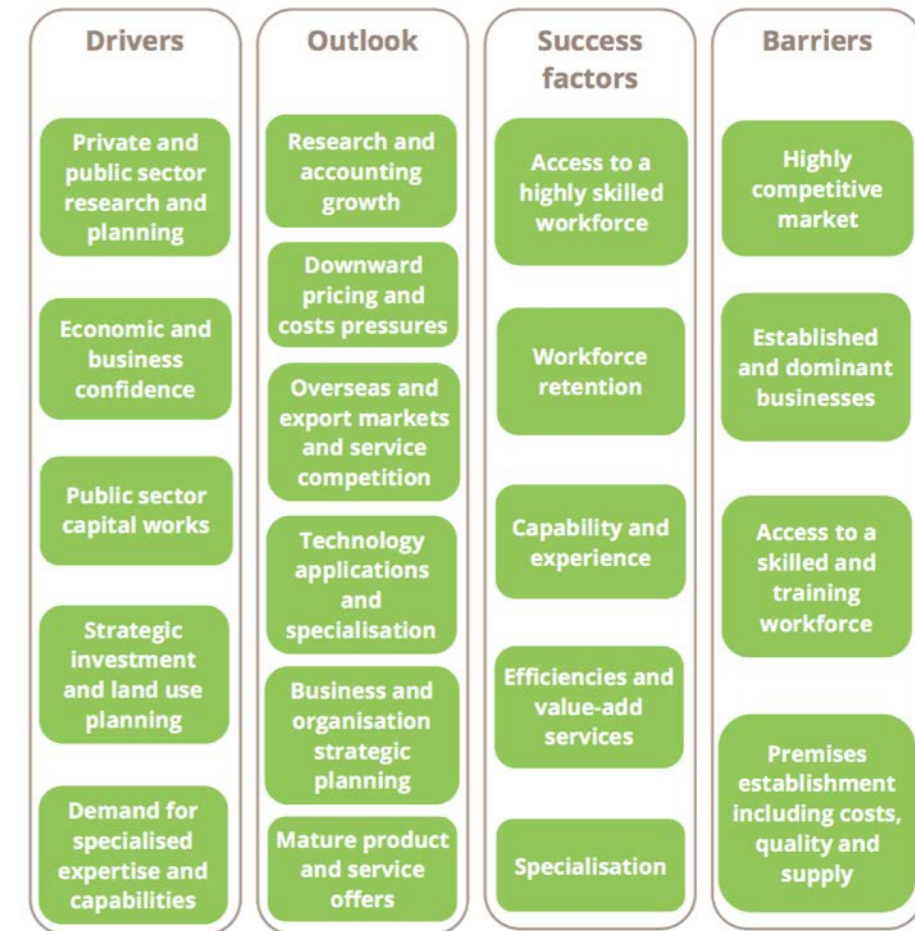 Drivers
Private and
public sector
research and
planning
Economic and
business
confidence
Public sector
capital works
Strategic
investment
and land use
planning
Demand for
specialised
expertise and
capabilities
Outlook
Research and
accounting
growth
Downward
pricing and
costs pressures
Overseas and
export markets
and service
competition
Technology
applications
and
specialisation
Business and
organisation
strategic
planning
Mature product
and service
offers
Success
factors
Access to a
highly skilled
workforce
Workforce
retention
Capability and
experience
Efficiencies and
value-add
services
Specialisation
Barriers
Highly
competitive
market
Established
and dominant
businesses
Access to a
skilled and
training
workforce
Premises
establishment
including costs,
quality and
supply